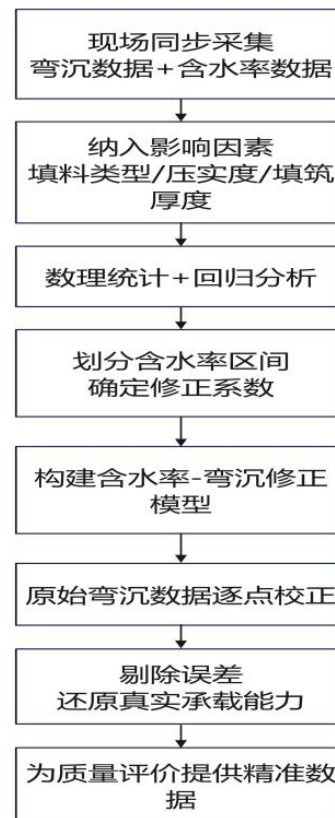 现场同步采集
弯沉数据+含水率数据
纳入影响因素
填料类型/压实度/填筑
厚度
数理统计+回归分析
划分含水率区间
确定修正系数
构建含水率-弯沉修正
模型
原始弯沉数据逐点校正
剔除误差
还原真实承载能力
为质量评价提供精准数
据